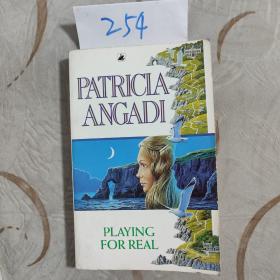 254
PATRICIA
ANGADI
PLAYING
FOR REAL